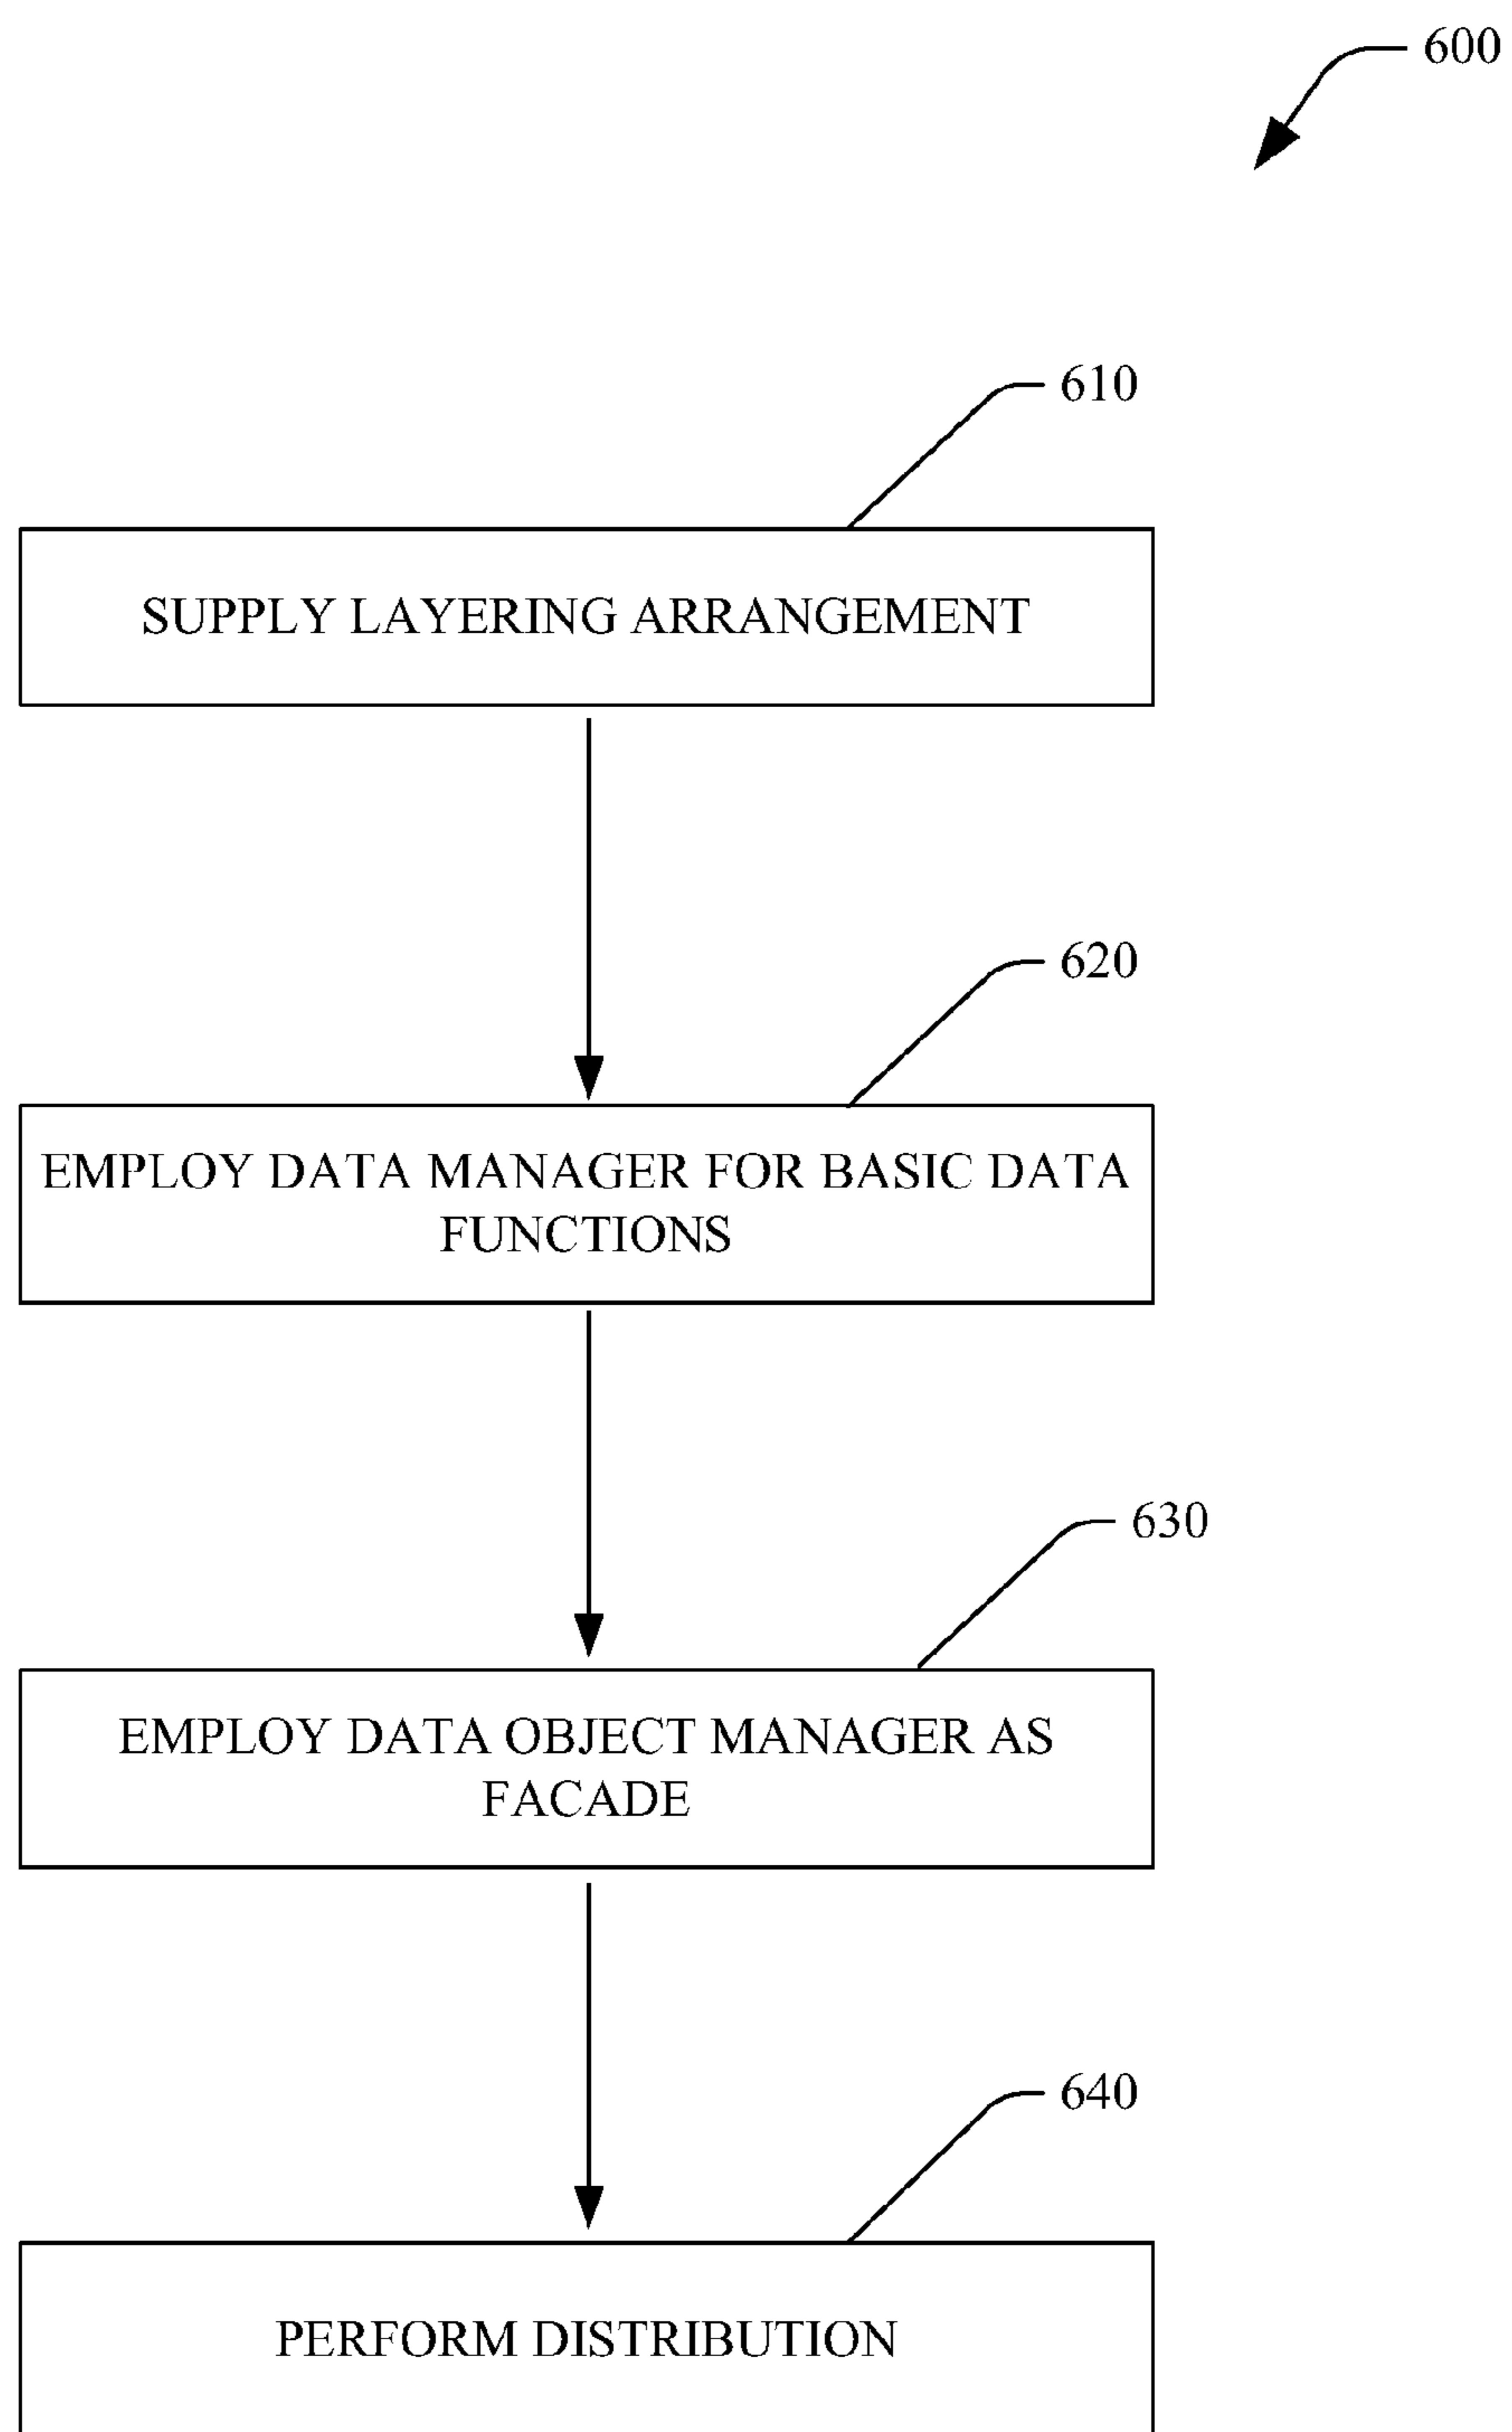 600
610
SUPPLY LAYERING ARRANGEMENT
620
EMPLOY DATA MANAGER FOR BASIC DATA
FUNCTIONS
630
EMPLOY DATA OBJECT MANAGER AS
FACADE
640
PERFORM DISTRIBUTION